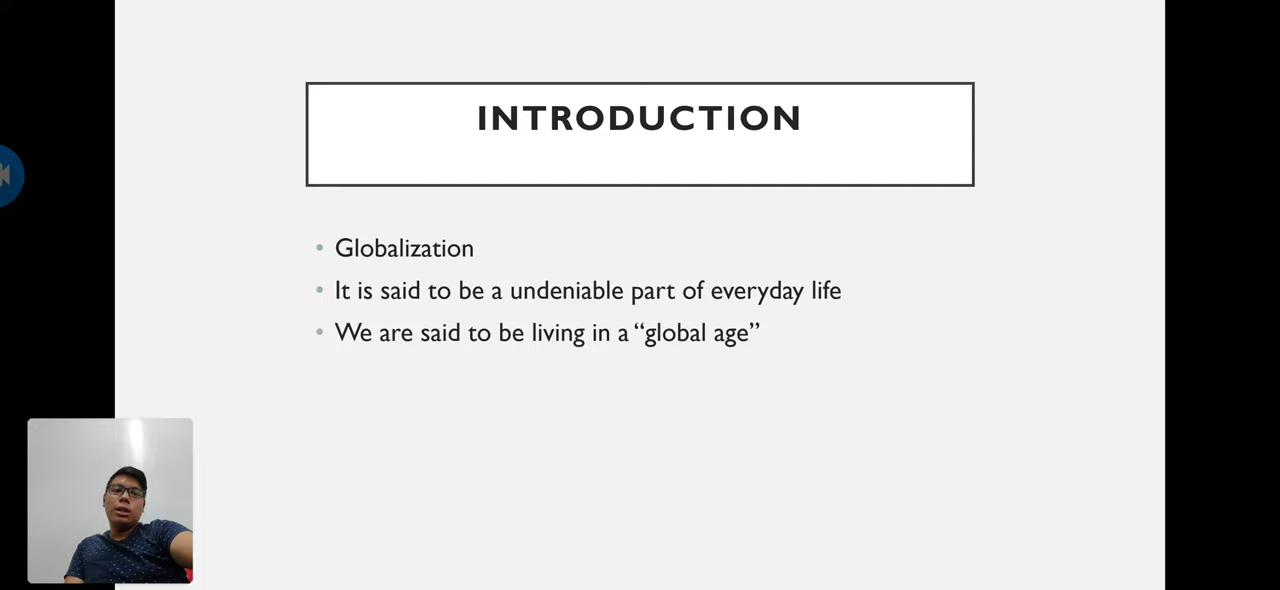 INTRODUCTION
• Globalization
• It is said to be a undeniable part of everyday life
• We are said to be living in a “global age”